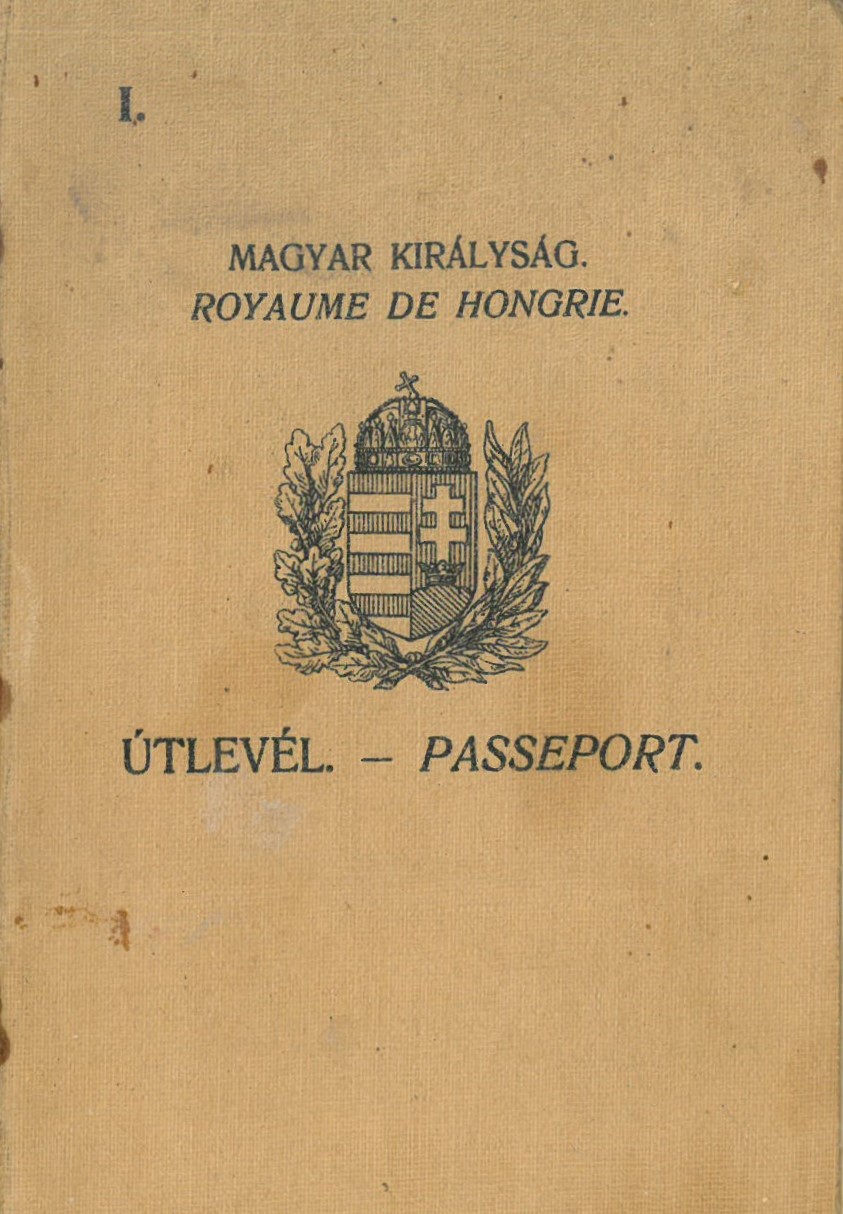 I.
MAGYAR KIRÁLYSÁG.
ROYAUME DE HONGRIE.
ÚTLEVÉL. – PASSEPORT.